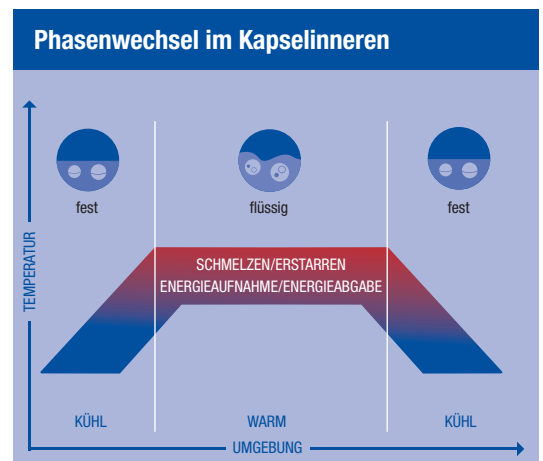 Phasenwechsel im Kapselinneren
fest
flüssig
fest
TEMPERATUR
SCHMELZEN/ERSTARREN
ENERGIEAUFNAHME/ENERGIEABGABE
KÜHL
WARM
KÜHL
UMGEBUNG